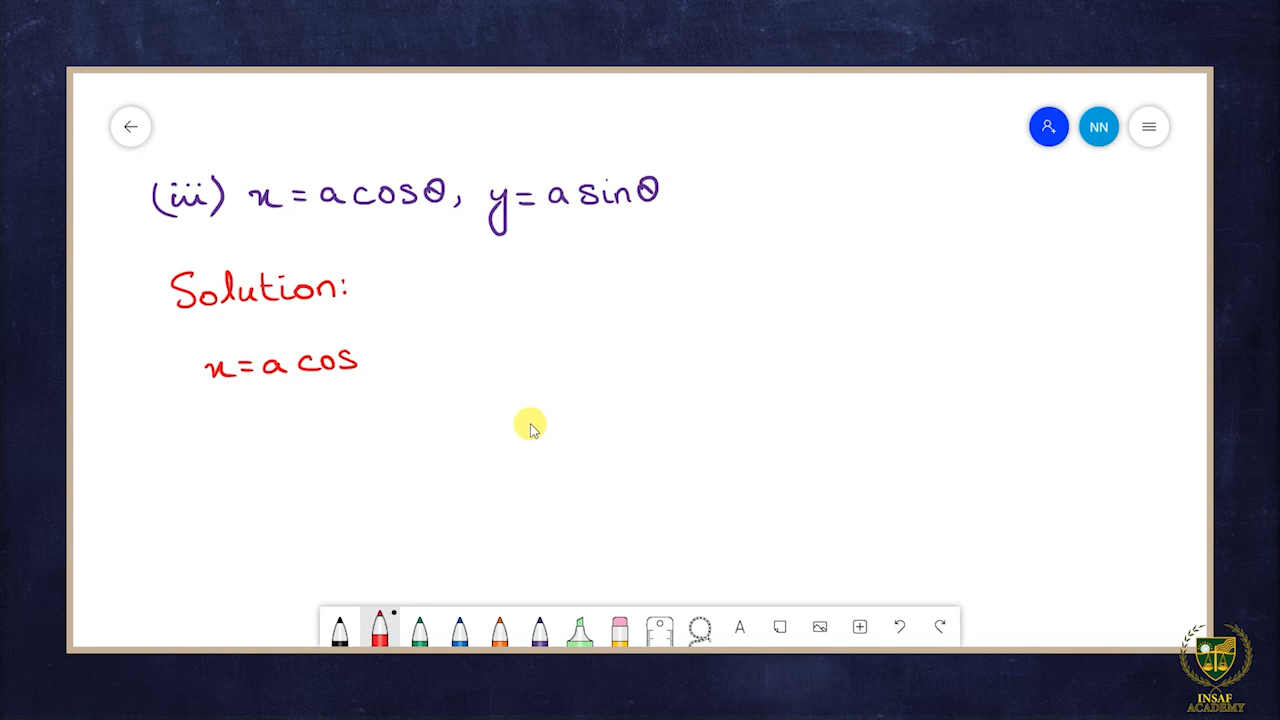 NN
(iii) x = a cosθ, y = a sinθ
Solution:
x = a cos
A
INSAF
ACADEMY